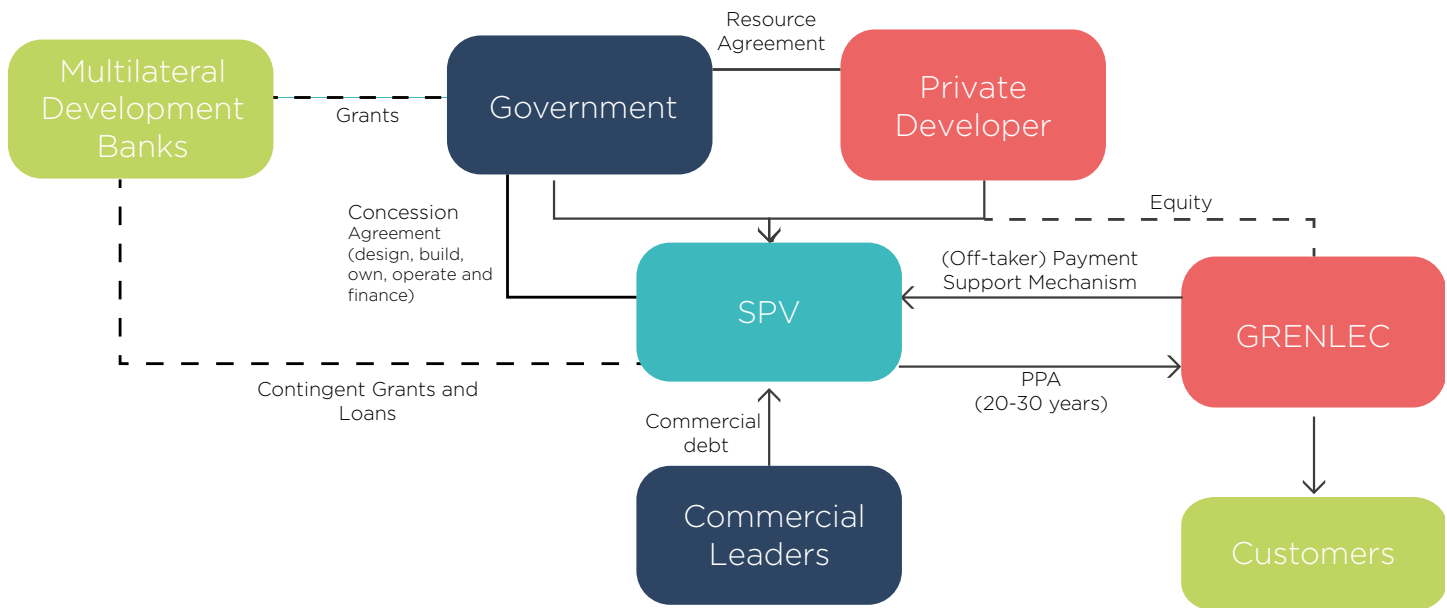 Resource
Agreement
Multilateral
Development
Banks
Grants
Government
Private
Developer
Concession
Agreement
(design, build,
own, operate and
finance)
Equity
(Off-taker) Payment
Support Mechanism
SPV
GRENLEC
Contingent Grants and
Loans
PPA
(20-30 years)
Commercial
debt
Commercial
Leaders
Customers